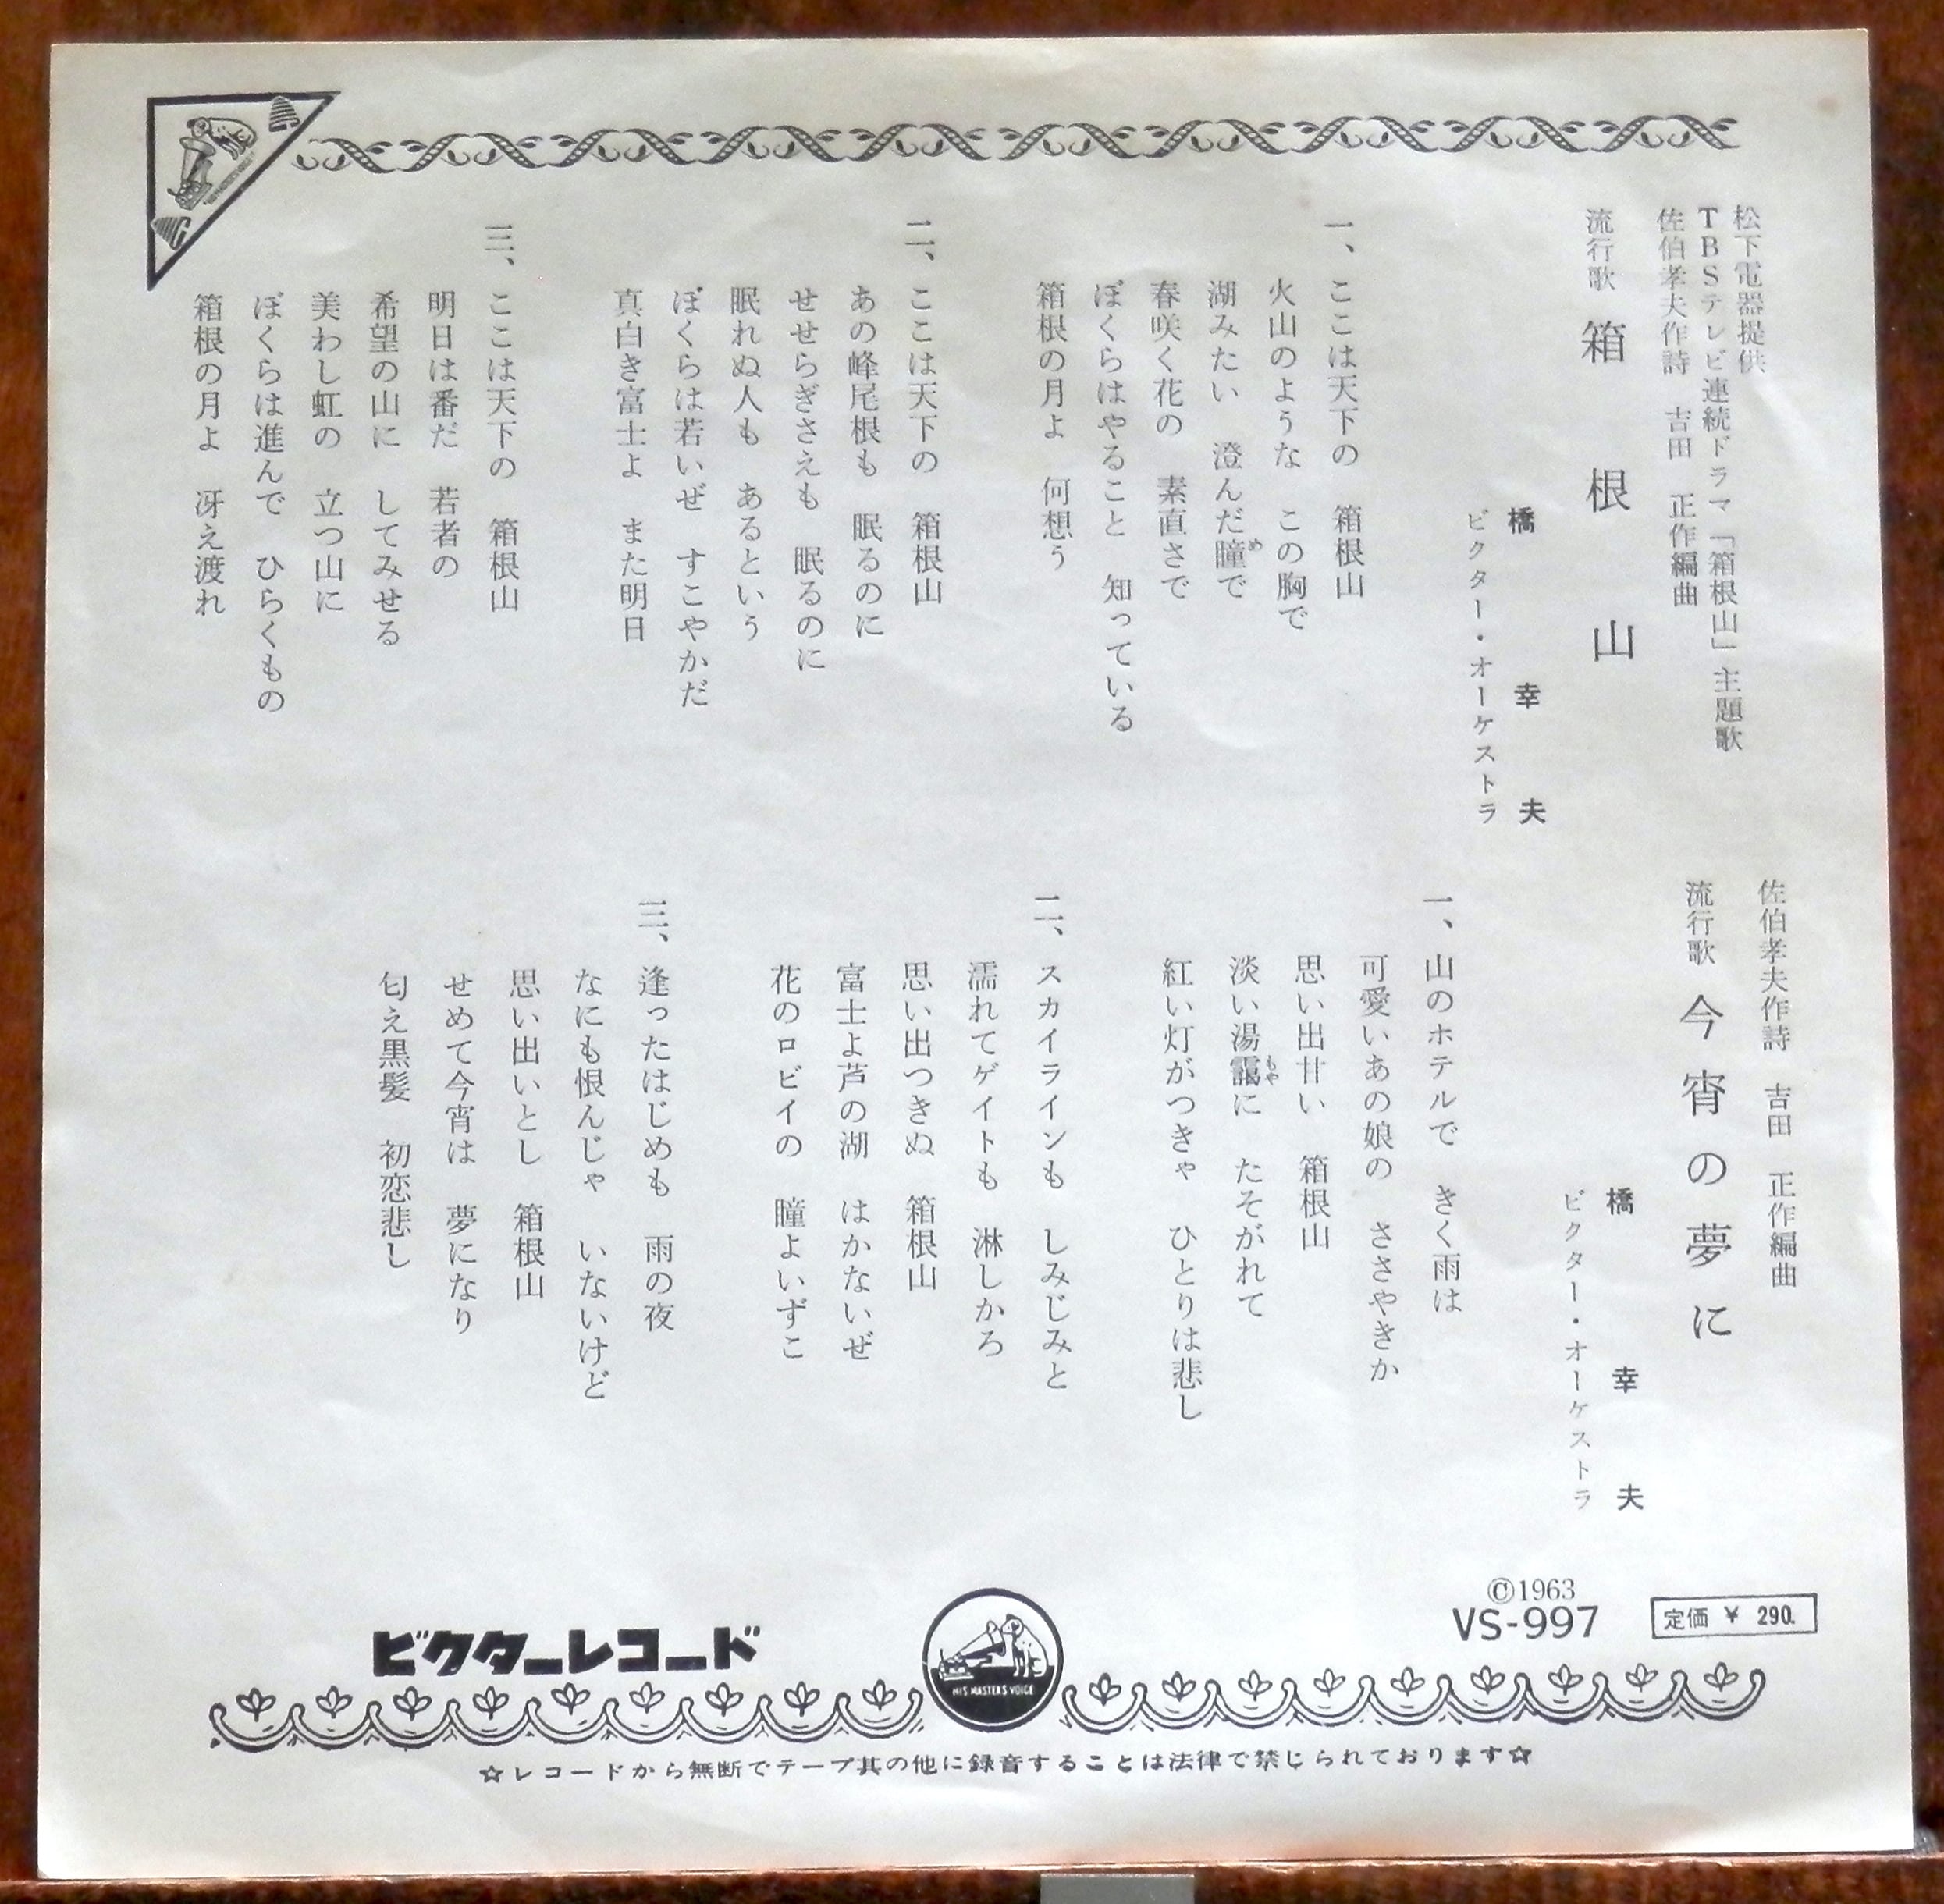 松下電器提供
TBSテレビ連続ドラマ「箱根山」主題歌
佐伯孝夫作詩　吉田　正作編曲
流行歌　箱根山
橋幸夫
ビクター・オーケストラ
一、ここは天下の　箱根山
火山のような　この胸で
湖みたい　澄んだ瞳で
め
春咲く花の　素直さで
ぼくらはやること　知っている
箱根の月よ　何想う
二、ここは天下の　箱根山
あの峰尾根も　眠るのに
せせらぎさえも　眠るのに
眠れぬ人も　あるという
ぼくらは若いぜ　すこやかだ
真白き富士よ　また明日
三、ここは天下の　箱根山
明日は番だ　若者の
希望の山に　してみせる
美わし虹の　立つ山に
ぼくらは進んで　ひらくもの
箱根の月よ　冴え渡れ
佐伯孝夫作詩　吉田　正作編曲
流行歌　今宵の夢に
橋幸夫
ビクター・オーケストラ
一、山のホテルで　きく雨は
可愛いあの娘の　ささやきか
思い出甘い　箱根山
淡い湯靄に　たそがれて
もや
紅い灯がつきゃ　ひとりは悲し
二、スカイラインも　しみじみと
濡れてゲイトも　淋しかろ
思い出つきぬ　箱根山
富士よ芦の湖　はかないぜ
花のロビイの　瞳よいずこ
三、逢ったはじめも　雨の夜
なにも恨んじゃ　いないけど
思い出いとし　箱根山
せめて今宵は　夢になり
匂え黒髪　初恋悲し
©1963
VS-997
定価 ¥ 290.
ビクターレコード
HIS MASTER'S VOICE
☆レコードから無断でテープ其の他に録音することは法律で禁じられております☆